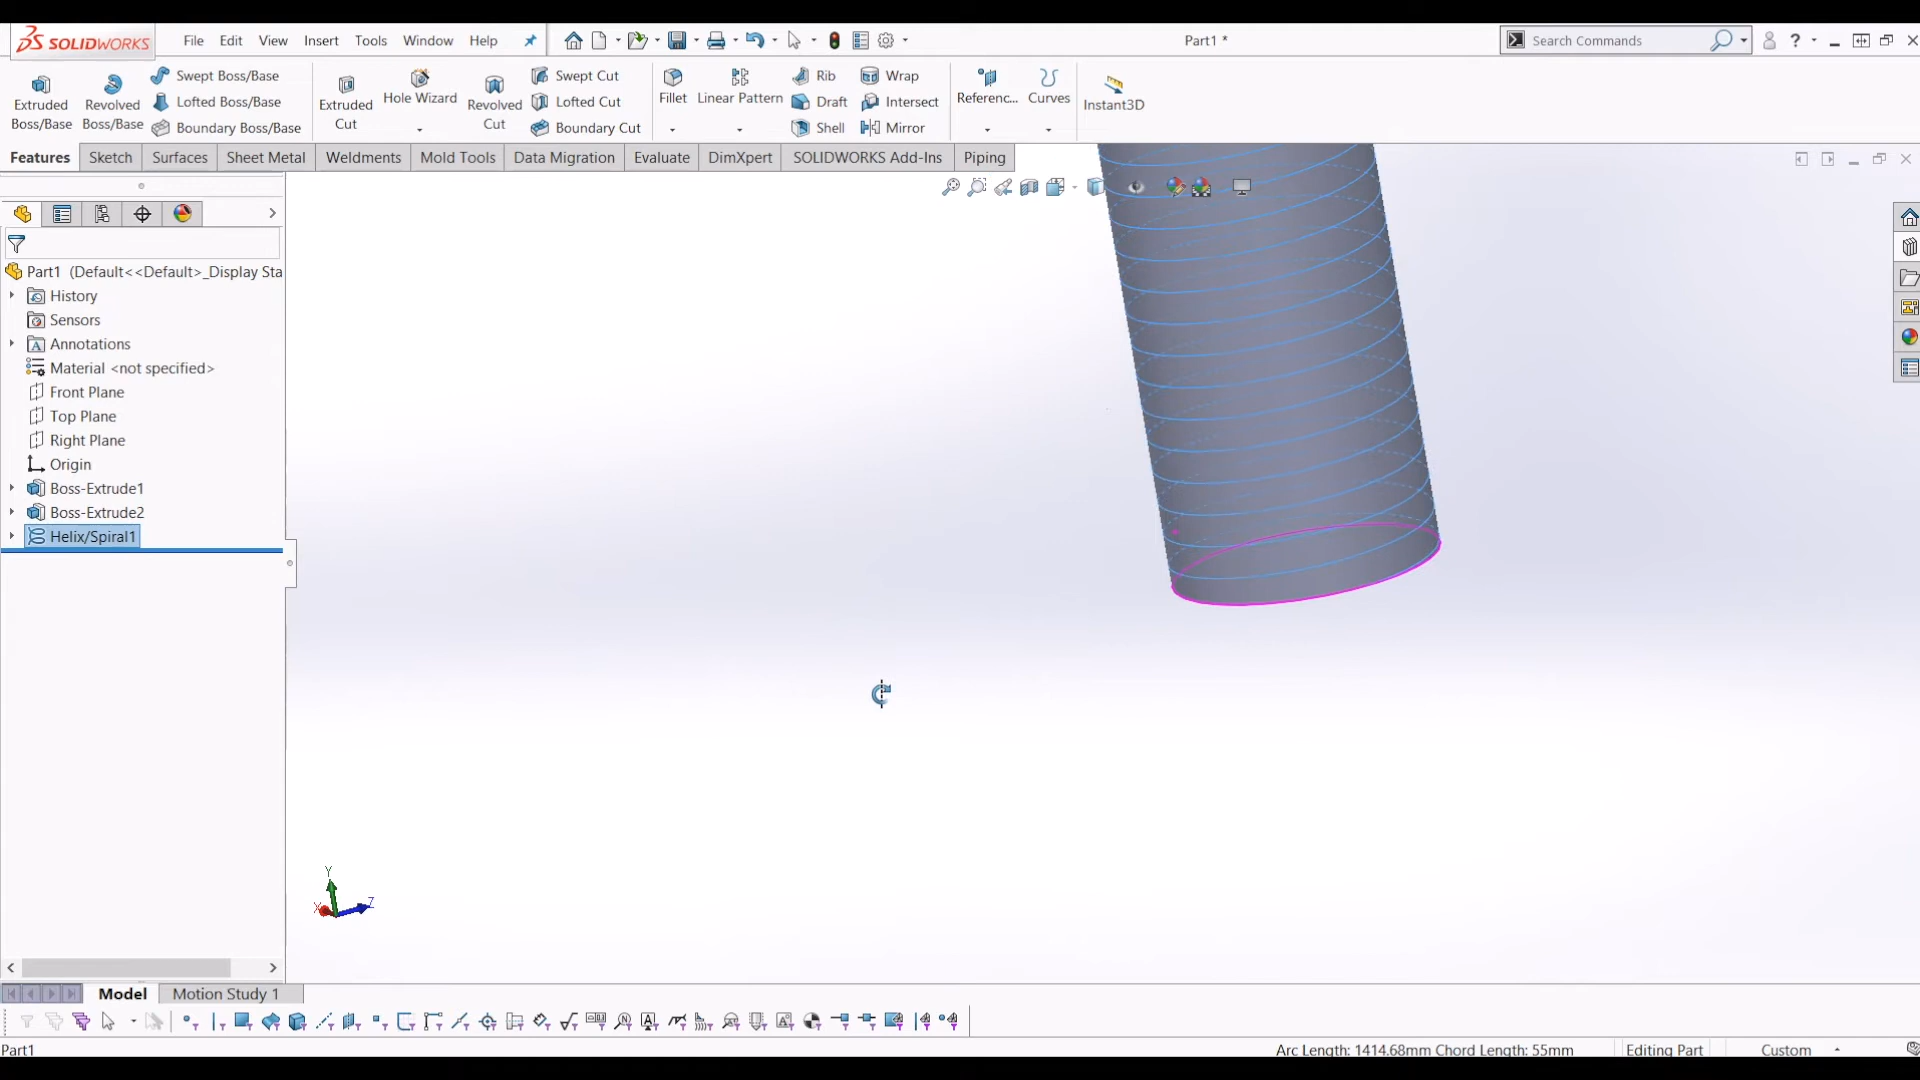 SOLIDWORKS File Edit View Insert Tools Window Help Part1 * Search Commands ?
Extruded Boss/Base Revolved Boss/Base Swept Boss/Base Lofted Boss/Base Boundary Boss/Base
Extruded Cut Hole Wizard Revolved Cut Swept Cut Lofted Cut Boundary Cut
Fillet Linear Pattern Rib Draft Shell Wrap Intersect Mirror
Referenc... Curves Instant3D
Features Sketch Surfaces Sheet Metal Weldments Mold Tools Data Migration Evaluate DimXpert SOLIDWORKS Add-Ins Piping
Part1 (Default<<Default>_Display Sta
History
Sensors
Annotations
Material <not specified>
Front Plane
Top Plane
Right Plane
Origin
Boss-Extrude1
Boss-Extrude2
Helix/Spiral1
Y
X Z
Model Motion Study 1
Part1 Arc Length: 1414.68mm Chord Length: 55mm Editing Part Custom